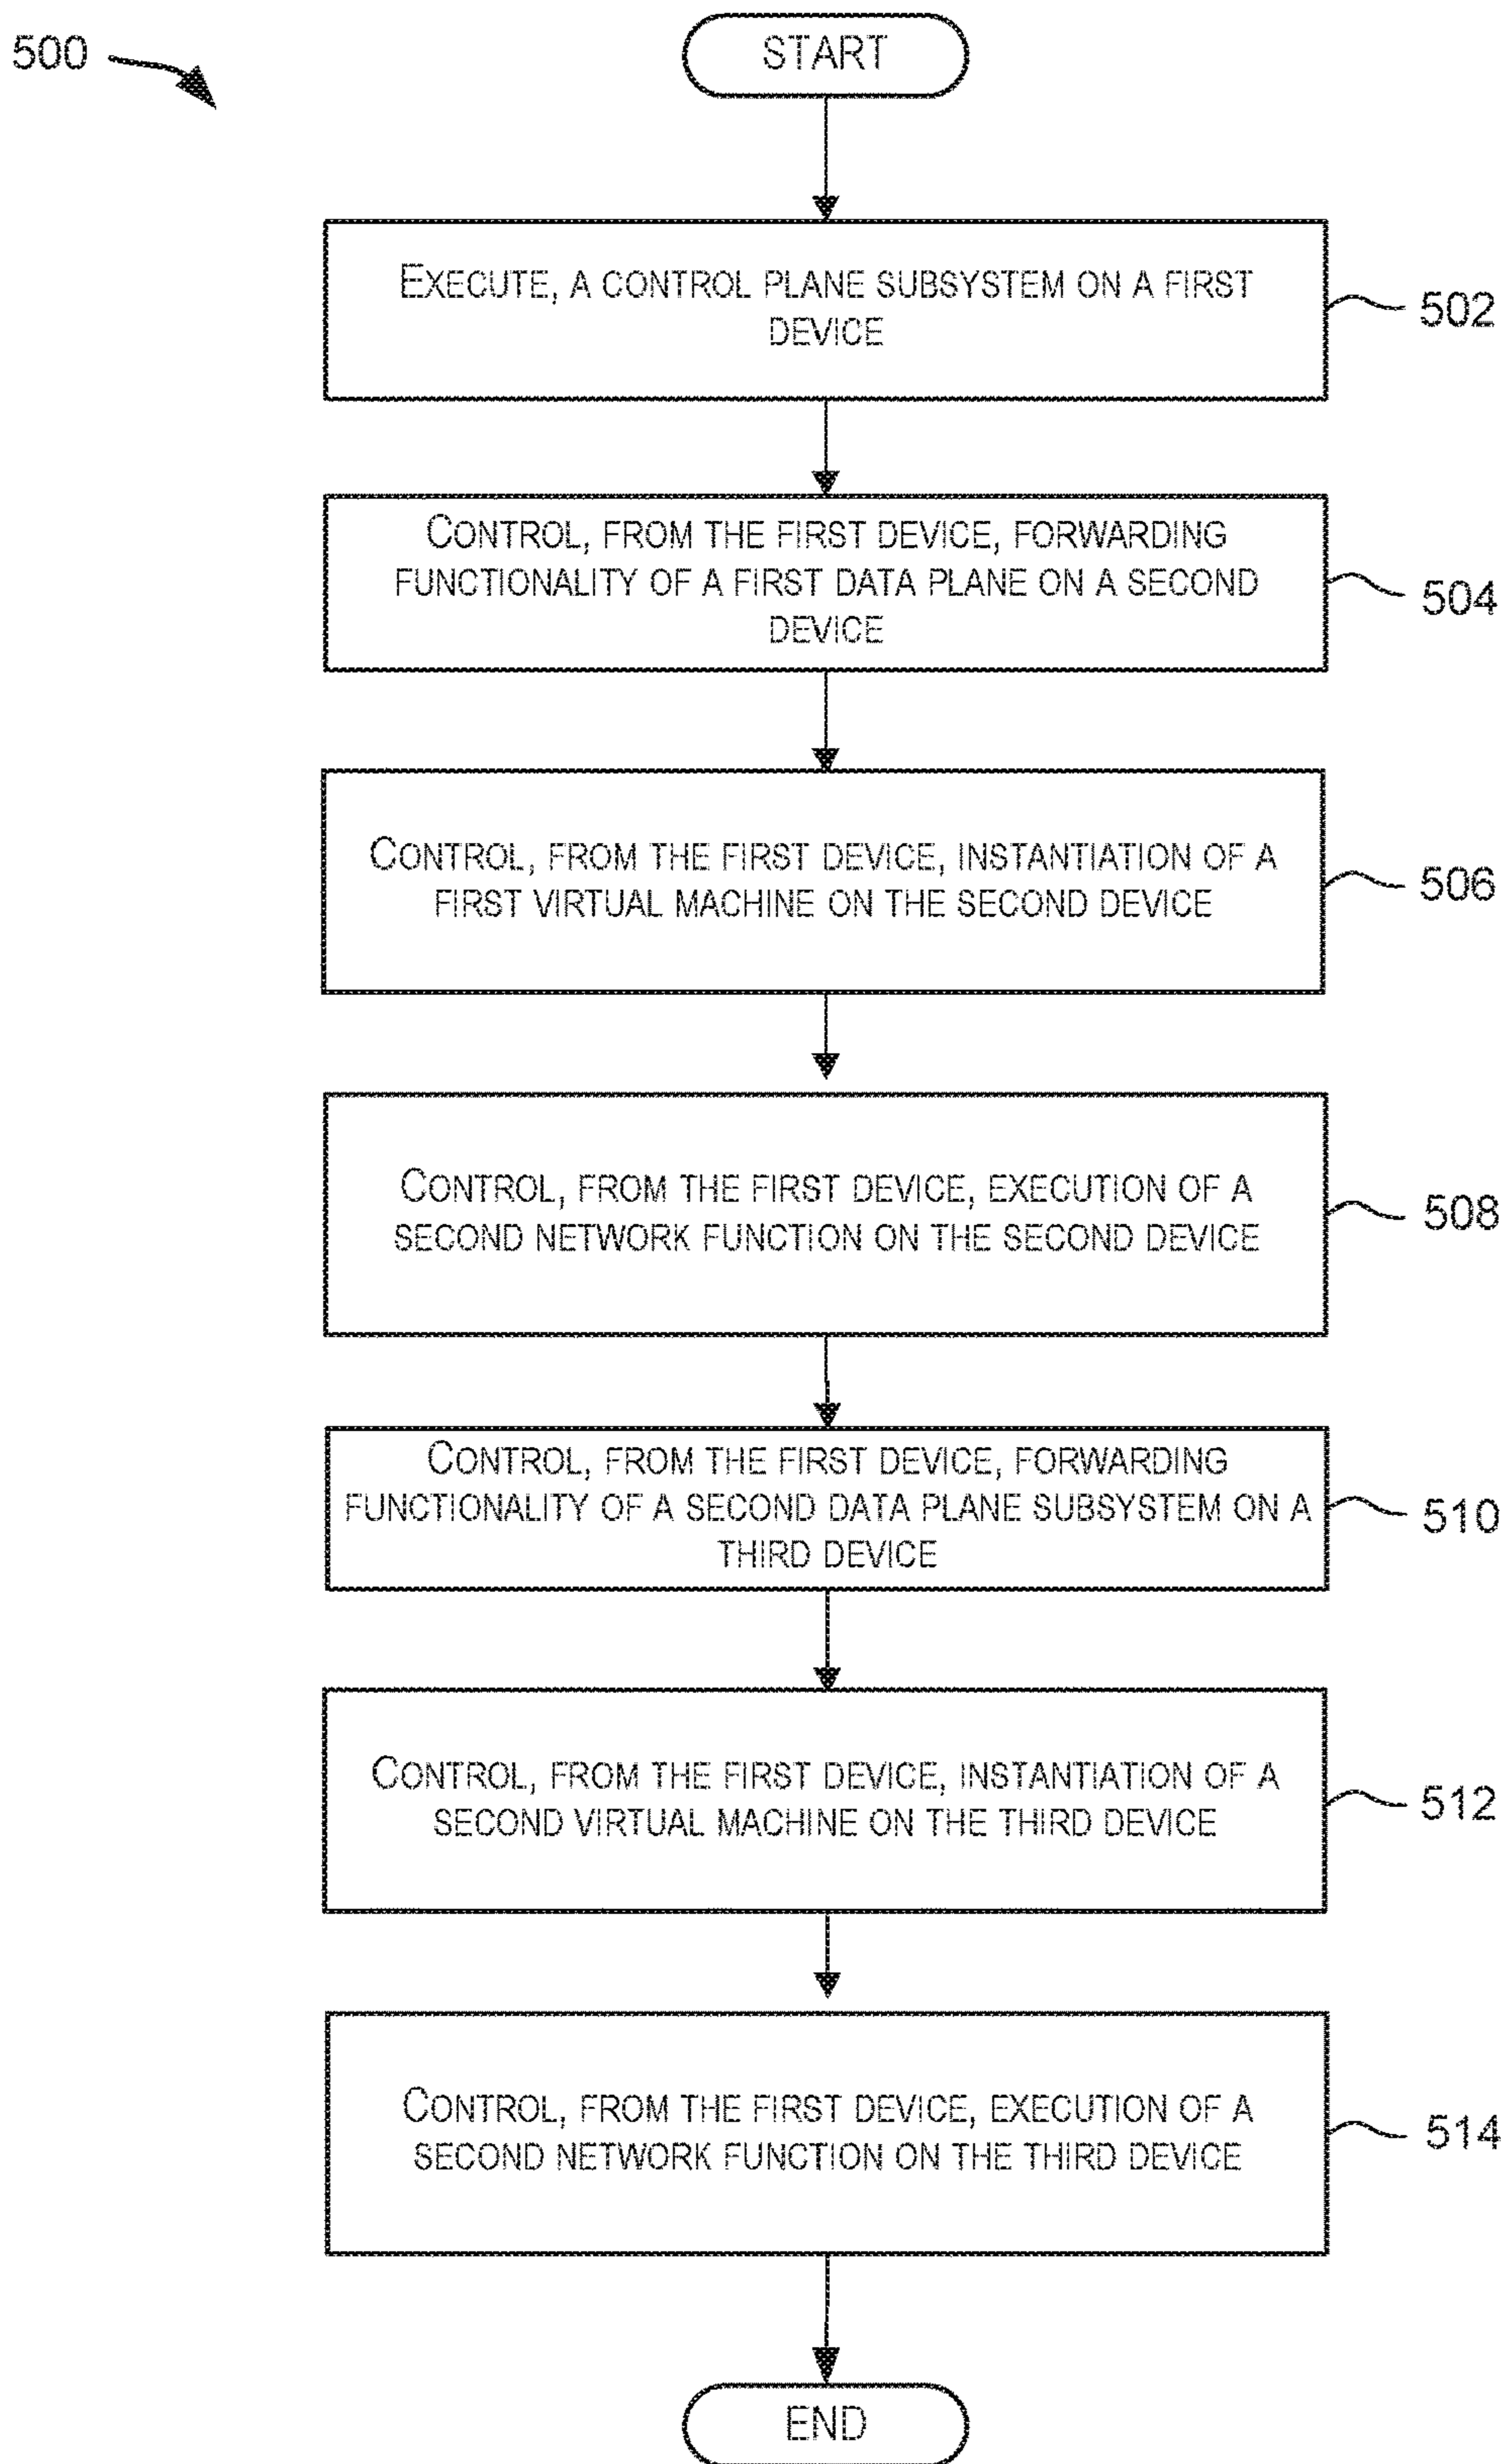 500
START
EXECUTE, A CONTROL PLANE SUBSYSTEM ON A FIRST
DEVICE
502
CONTROL, FROM THE FIRST DEVICE, FORWARDING
FUNCTIONALITY OF A FIRST DATA PLANE ON A SECOND
DEVICE
504
CONTROL, FROM THE FIRST DEVICE, INSTANTIATION OF A
FIRST VIRTUAL MACHINE ON THE SECOND DEVICE
506
CONTROL, FROM THE FIRST DEVICE, EXECUTION OF A
SECOND NETWORK FUNCTION ON THE SECOND DEVICE
508
CONTROL, FROM THE FIRST DEVICE, FORWARDING
FUNCTIONALITY OF A SECOND DATA PLANE SUBSYSTEM ON A
THIRD DEVICE
510
CONTROL, FROM THE FIRST DEVICE, INSTANTIATION OF A
SECOND VIRTUAL MACHINE ON THE THIRD DEVICE
512
CONTROL, FROM THE FIRST DEVICE, EXECUTION OF A
SECOND NETWORK FUNCTION ON THE THIRD DEVICE
514
END